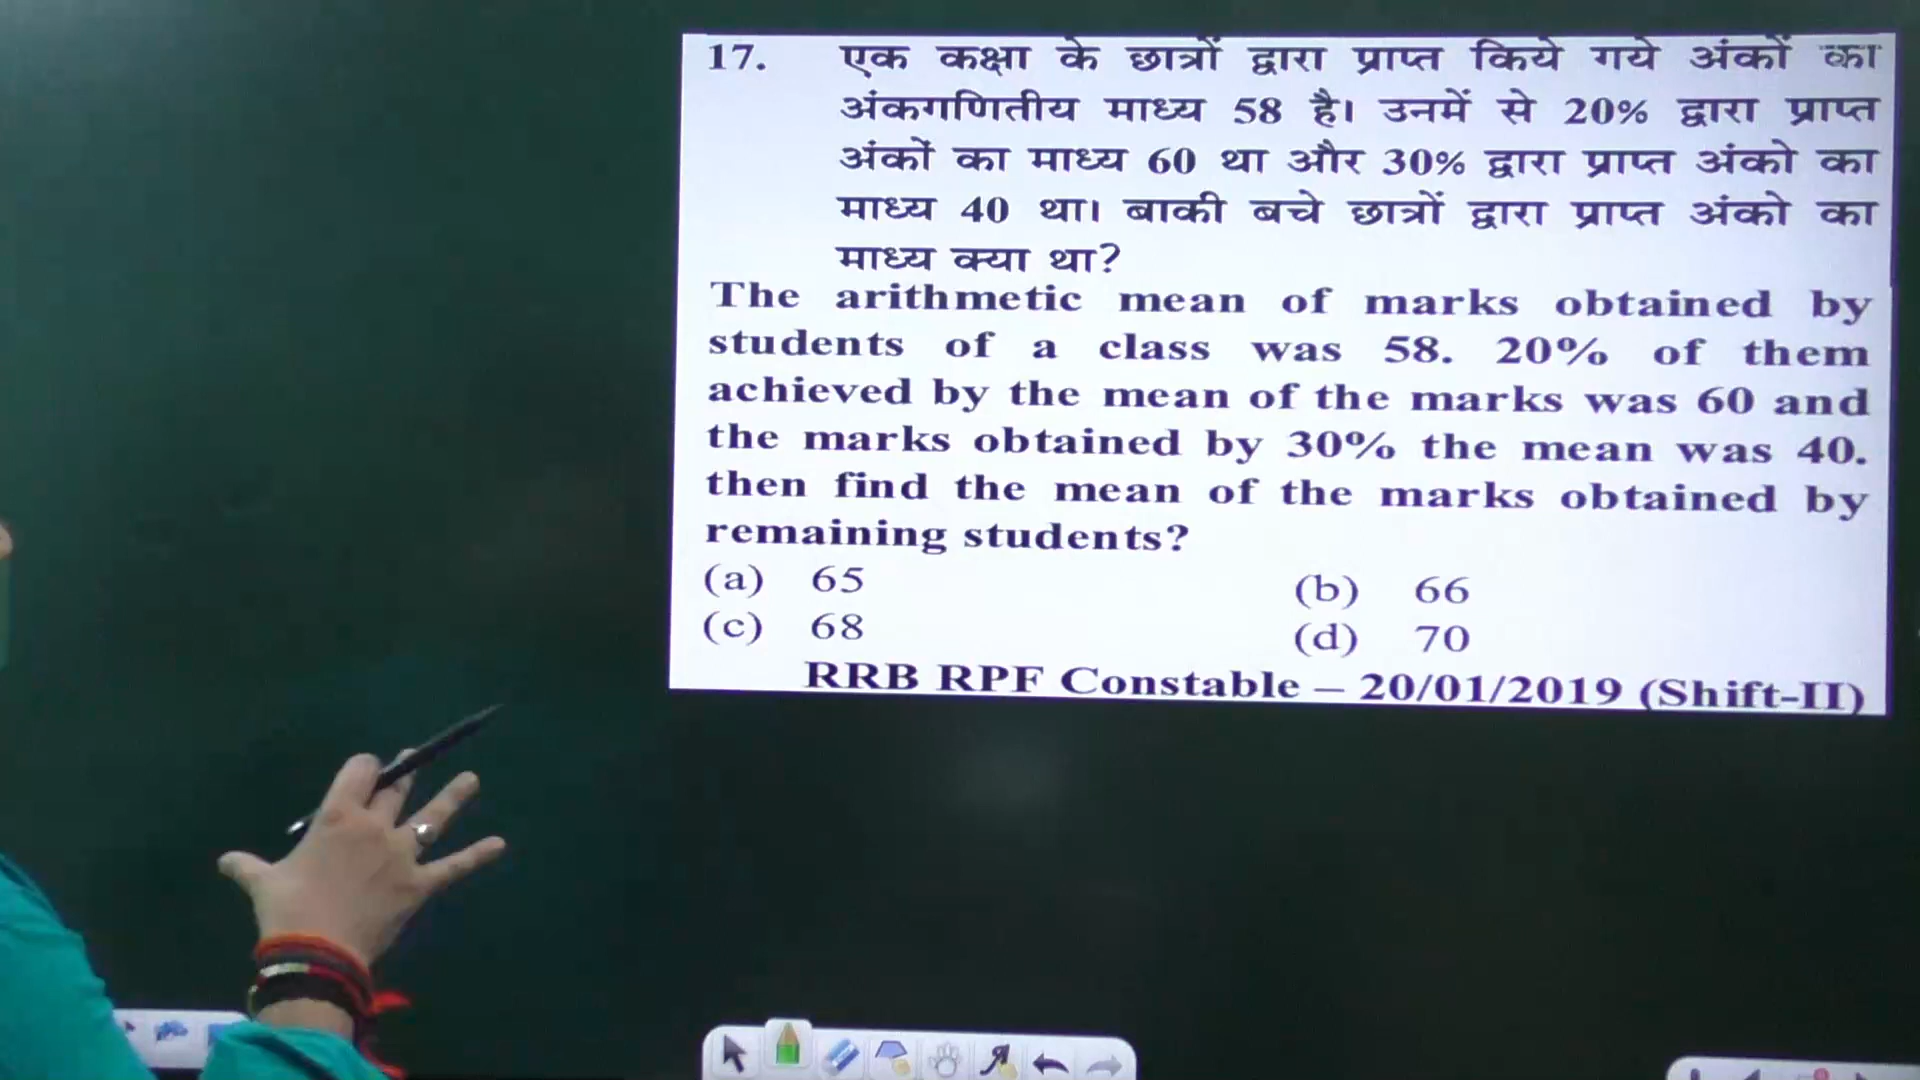 17. एक कक्षा के छात्रों द्वारा प्राप्त किये गये अंकों का
अंकगणितीय माध्य 58 है। उनमें से 20% द्वारा प्राप्त
अंकों का माध्य 60 था और 30% द्वारा प्राप्त अंको का
माध्य 40 था। बाकी बचे छात्रों द्वारा प्राप्त अंको का
माध्य क्या था?
The arithmetic mean of marks obtained by
students of a class was 58. 20% of them
achieved by the mean of the marks was 60 and
the marks obtained by 30% the mean was 40.
then find the mean of the marks obtained by
remaining students?
(a) 65 (b) 66
(c) 68 (d) 70
RRB RPF Constable – 20/01/2019 (Shift-II)